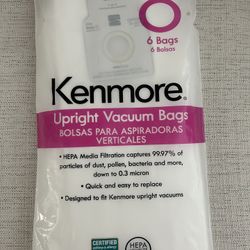 6 Bags
6 Bolsas
Kenmore®
Upright Vacuum Bags
BOLSAS PARA ASPIRADORAS
VERTICALES
• HEPA Media Filtration captures 99.97% of
particles of dust, pollen, bacteria and more,
down to 0.3 micron
• Quick and easy to replace
• Designed to fit Kenmore upright vacuums
CERTIFIED
HEPA